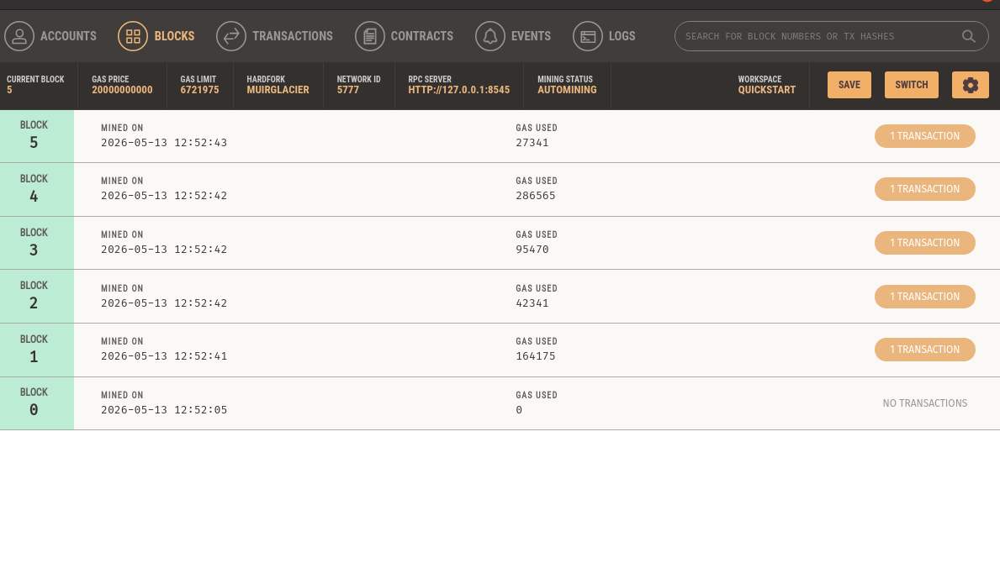 ACCOUNTS BLOCKS TRANSACTIONS CONTRACTS EVENTS LOGS SEARCH FOR BLOCK NUMBERS OR TX HASHES
CURRENT BLOCK GAS PRICE GAS LIMIT HARDFORK NETWORK ID RPC SERVER MINING STATUS WORKSPACE
5 20000000000 6721975 MUIRGLACIER 5777 HTTP://127.0.0.1:8545 AUTOMINING QUICKSTART SAVE SWITCH
BLOCK MINED ON GAS USED
5 2026-05-13 12:52:43 27341 1 TRANSACTION
BLOCK MINED ON GAS USED
4 2026-05-13 12:52:42 286565 1 TRANSACTION
BLOCK MINED ON GAS USED
3 2026-05-13 12:52:42 95470 1 TRANSACTION
BLOCK MINED ON GAS USED
2 2026-05-13 12:52:42 42341 1 TRANSACTION
BLOCK MINED ON GAS USED
1 2026-05-13 12:52:41 164175 1 TRANSACTION
BLOCK MINED ON GAS USED
0 2026-05-13 12:52:05 0 NO TRANSACTIONS